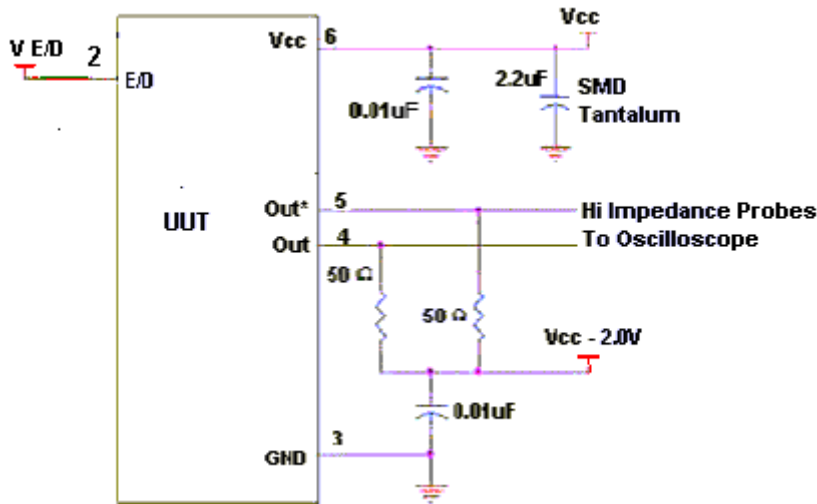 Vcc
Vcc 6
V E/D 2
E/D
0.01uF
2.2uF
SMD
Tantalum
UUT
Out* 5
Hi Impedance Probes
Out 4
To Oscilloscope
50 Ω
50 Ω
Vcc - 2.0V
0.01uF
GND 3